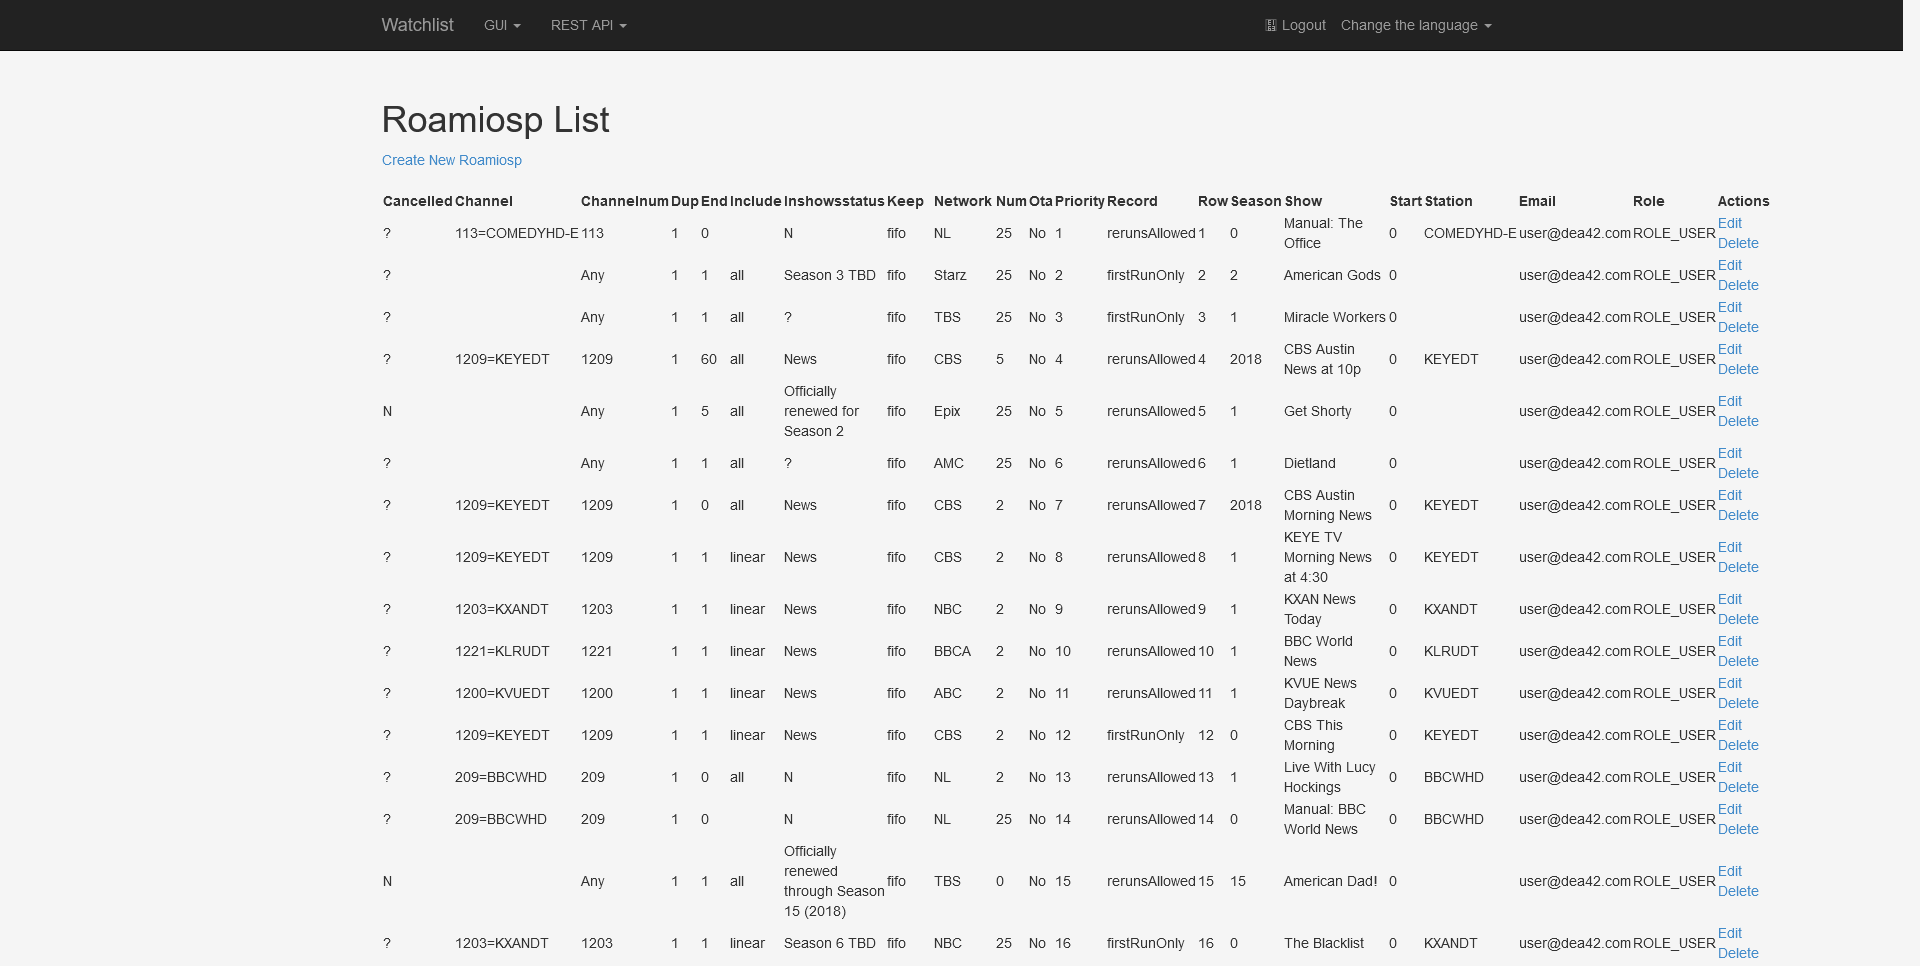 Watchlist GUI REST API Logout Change the language
Roamiosp List
Create New Roamiosp
Cancelled Channel Channelnum Dup End Include Inshowsstatus Keep Network Num Ota Priority Record Row Season Show Start Station Email Role Actions
? 113=COMEDYHD-E 113 1 0 N fifo NL 25 No 1 rerunsAllowed 1 0 Manual: The Office 0 COMEDYHD-E user@dea42.com ROLE_USER Edit Delete
? Any 1 1 all Season 3 TBD fifo Starz 25 No 2 firstRunOnly 2 2 American Gods 0 user@dea42.com ROLE_USER Edit Delete
? Any 1 1 all ? fifo TBS 25 No 3 firstRunOnly 3 1 Miracle Workers 0 user@dea42.com ROLE_USER Edit Delete
? 1209=KEYEDT 1209 1 60 all News fifo CBS 5 No 4 rerunsAllowed 4 2018 CBS Austin News at 10p 0 KEYEDT user@dea42.com ROLE_USER Edit Delete
N Any 1 5 all Officially renewed for Season 2 fifo Epix 25 No 5 rerunsAllowed 5 1 Get Shorty 0 user@dea42.com ROLE_USER Edit Delete
? Any 1 1 all ? fifo AMC 25 No 6 rerunsAllowed 6 1 Dietland 0 user@dea42.com ROLE_USER Edit Delete
? 1209=KEYEDT 1209 1 0 all News fifo CBS 2 No 7 rerunsAllowed 7 2018 CBS Austin Morning News 0 KEYEDT user@dea42.com ROLE_USER Edit Delete
? 1209=KEYEDT 1209 1 1 linear News fifo CBS 2 No 8 rerunsAllowed 8 1 KEYE TV Morning News at 4:30 0 KEYEDT user@dea42.com ROLE_USER Edit Delete
? 1203=KXANDT 1203 1 1 linear News fifo NBC 2 No 9 rerunsAllowed 9 1 KXAN News Today 0 KXANDT user@dea42.com ROLE_USER Edit Delete
? 1221=KLRUDT 1221 1 1 linear News fifo BBCA 2 No 10 rerunsAllowed 10 1 BBC World News 0 KLRUDT user@dea42.com ROLE_USER Edit Delete
? 1200=KVUEDT 1200 1 1 linear News fifo ABC 2 No 11 rerunsAllowed 11 1 KVUE News Daybreak 0 KVUEDT user@dea42.com ROLE_USER Edit Delete
? 1209=KEYEDT 1209 1 1 linear News fifo CBS 2 No 12 firstRunOnly 12 0 CBS This Morning 0 KEYEDT user@dea42.com ROLE_USER Edit Delete
? 209=BBCWHD 209 1 0 all N fifo NL 2 No 13 rerunsAllowed 13 1 Live With Lucy Hockings 0 BBCWHD user@dea42.com ROLE_USER Edit Delete
? 209=BBCWHD 209 1 0 N fifo NL 25 No 14 rerunsAllowed 14 0 Manual: BBC World News 0 BBCWHD user@dea42.com ROLE_USER Edit Delete
N Any 1 1 all Officially renewed through Season 15 (2018) fifo TBS 0 No 15 rerunsAllowed 15 15 American Dad! 0 user@dea42.com ROLE_USER Edit Delete
? 1203=KXANDT 1203 1 1 linear Season 6 TBD fifo NBC 25 No 16 firstRunOnly 16 0 The Blacklist 0 KXANDT user@dea42.com ROLE_USER Edit Delete